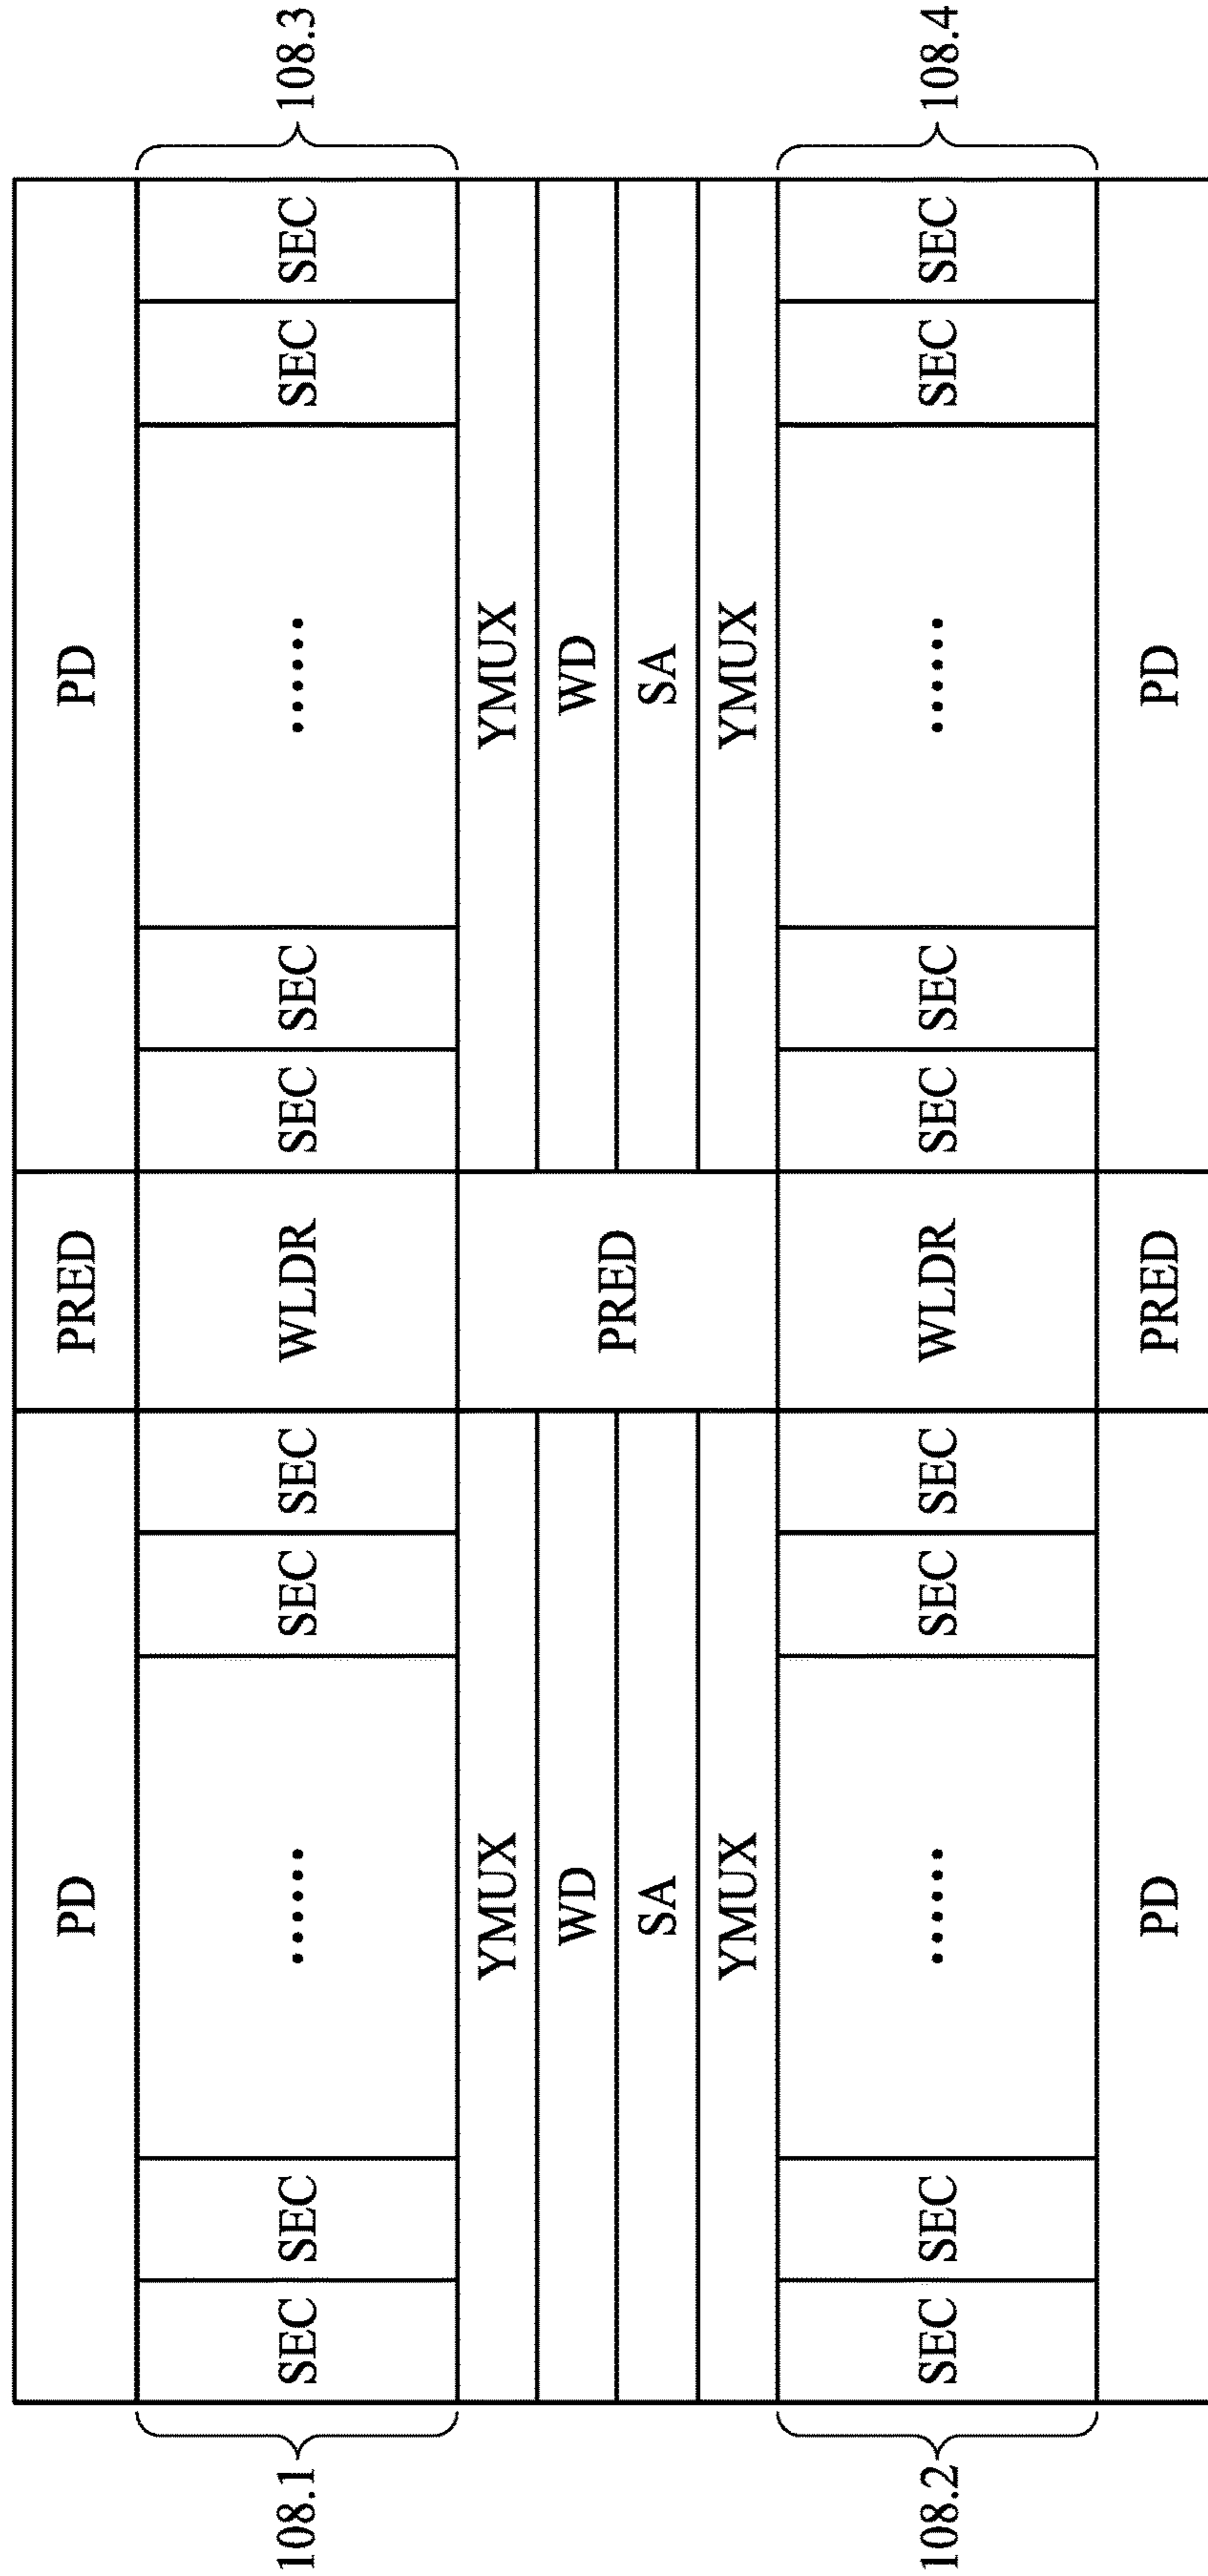 PD PRED PD
108.1 SEC SEC ...... SEC SEC WLDR SEC SEC ...... SEC SEC 108.3
YMUX YMUX
WD WD
PRED
SA SA
YMUX YMUX
108.2 SEC SEC ...... SEC SEC WLDR SEC SEC ...... SEC SEC 108.4
PD PRED PD